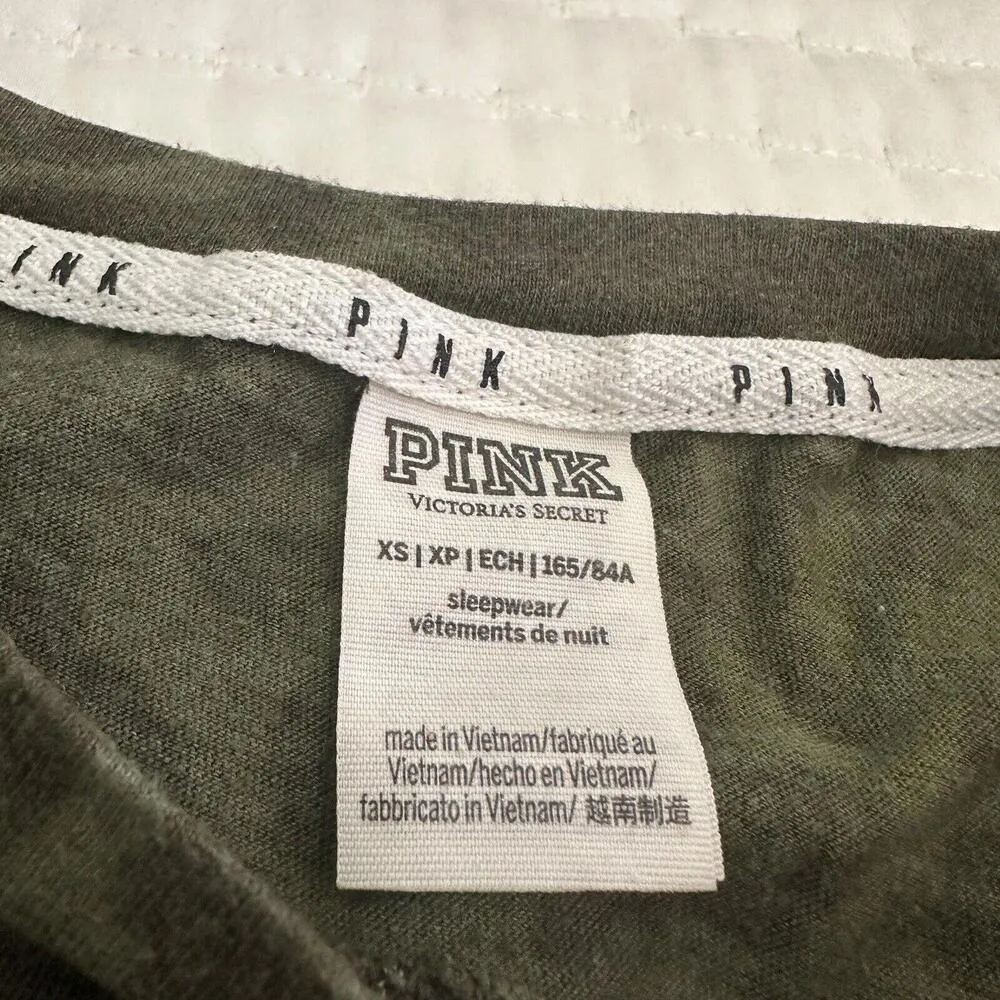 INK PINK PINK
PINK
VICTORIA'S SECRET
XS | XP | ECH | 165/84A
sleepwear/
vêtements de nuit
made in Vietnam/fabriqué au
Vietnam/hecho en Vietnam/
fabbricato in Vietnam/ 越南制造